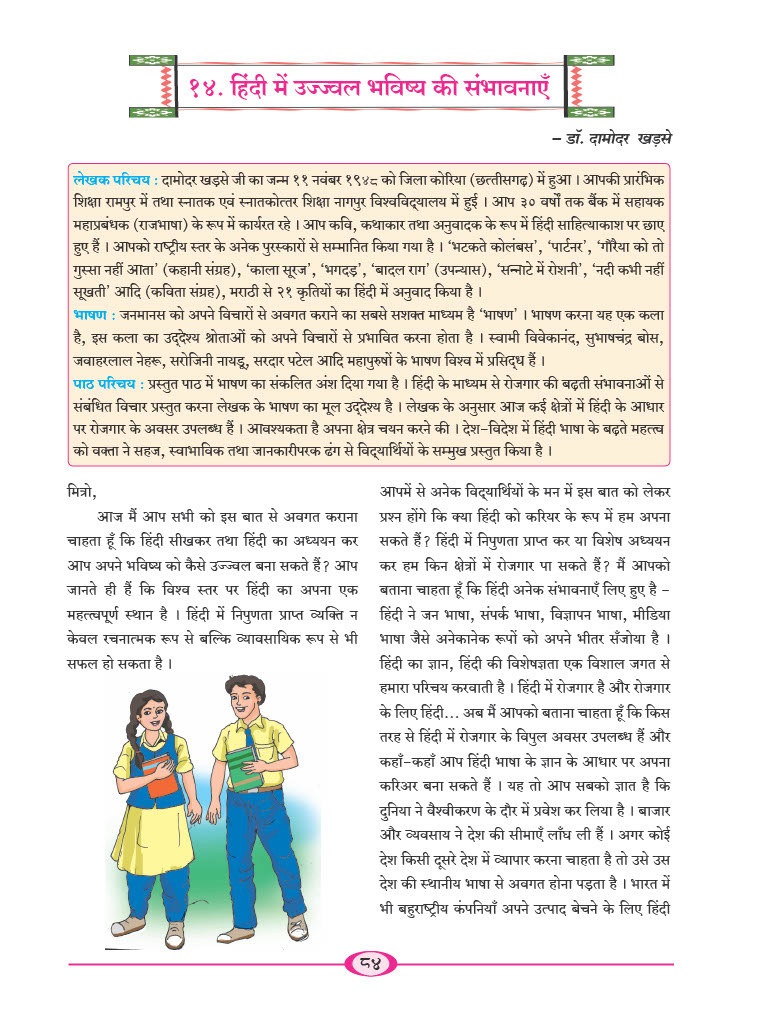 १४. हिंदी में उज्ज्वल भविष्य की संभावनाएँ
– डॉ. दामोदर खड़से
लेखक परिचय : दामोदर खड़से जी का जन्म ११ नवंबर १९४८ को जिला कोरिया (छत्तीसगढ़) में हुआ । आपकी प्रारंभिक
शिक्षा रामपुर में तथा स्नातक एवं स्नातकोत्तर शिक्षा नागपुर विश्वविद्यालय में हुई । आप ३० वर्षों तक बैंक में सहायक
महाप्रबंधक (राजभाषा) के रूप में कार्यरत रहे । आप कवि, कथाकार तथा अनुवादक के रूप में हिंदी साहित्याकाश पर छाए
हुए हैं । आपको राष्ट्रीय स्तर के अनेक पुरस्कारों से सम्मानित किया गया है । ‘भटकते कोलंबस’, ‘पार्टनर’, ‘गौरैया को तो
गुस्सा नहीं आता’ (कहानी संग्रह), ‘काला सूरज’, ‘भगदड़’, ‘बादल राग’ (उपन्यास), ‘सन्नाटे में रोशनी’, ‘नदी कभी नहीं
सूखती’ आदि (कविता संग्रह), मराठी से २१ कृतियों का हिंदी में अनुवाद किया है ।
भाषण : जनमानस को अपने विचारों से अवगत कराने का सबसे सशक्त माध्यम है ‘भाषण’ । भाषण करना यह एक कला
है, इस कला का उद्देश्य श्रोताओं को अपने विचारों से प्रभावित करना होता है । स्वामी विवेकानंद, सुभाषचंद्र बोस,
जवाहरलाल नेहरू, सरोजिनी नायडू, सरदार पटेल आदि महापुरुषों के भाषण विश्व में प्रसिद्ध हैं ।
पाठ परिचय : प्रस्तुत पाठ में भाषण का संकलित अंश दिया गया है । हिंदी के माध्यम से रोजगार की बढ़ती संभावनाओं से
संबंधित विचार प्रस्तुत करना लेखक के भाषण का मूल उद्देश्य है । लेखक के अनुसार आज कई क्षेत्रों में हिंदी के आधार
पर रोजगार के अवसर उपलब्ध हैं । आवश्यकता है अपना क्षेत्र चयन करने की । देश-विदेश में हिंदी भाषा के बढ़ते महत्त्व
को वक्ता ने सहज, स्वाभाविक तथा जानकारीपरक ढंग से विद्यार्थियों के सम्मुख प्रस्तुत किया है ।
मित्रो,
आज मैं आप सभी को इस बात से अवगत कराना
चाहता हूँ कि हिंदी सीखकर तथा हिंदी का अध्ययन कर
आप अपने भविष्य को कैसे उज्ज्वल बना सकते हैं? आप
जानते ही हैं कि विश्व स्तर पर हिंदी का अपना एक
महत्त्वपूर्ण स्थान है । हिंदी में निपुणता प्राप्त व्यक्ति न
केवल रचनात्मक रूप से बल्कि व्यावसायिक रूप से भी
सफल हो सकता है ।
आपमें से अनेक विद्यार्थियों के मन में इस बात को लेकर
प्रश्न होंगे कि क्या हिंदी को करियर के रूप में हम अपना
सकते हैं? हिंदी में निपुणता प्राप्त कर या विशेष अध्ययन
कर हम किन क्षेत्रों में रोजगार पा सकते हैं? मैं आपको
बताना चाहता हूँ कि हिंदी अनेक संभावनाएँ लिए हुए है –
हिंदी ने जन भाषा, संपर्क भाषा, विज्ञापन भाषा, मीडिया
भाषा जैसे अनेकानेक रूपों को अपने भीतर सँजोया है ।
हिंदी का ज्ञान, हिंदी की विशेषज्ञता एक विशाल जगत से
हमारा परिचय करवाती है । हिंदी में रोजगार है और रोजगार
के लिए हिंदी... अब मैं आपको बताना चाहता हूँ कि किस
तरह से हिंदी में रोजगार के विपुल अवसर उपलब्ध हैं और
कहाँ-कहाँ आप हिंदी भाषा के ज्ञान के आधार पर अपना
करिअर बना सकते हैं । यह तो आप सबको ज्ञात है कि
दुनिया ने वैश्वीकरण के दौर में प्रवेश कर लिया है । बाजार
और व्यवसाय ने देश की सीमाएँ लाँघ ली हैं । अगर कोई
देश किसी दूसरे देश में व्यापार करना चाहता है तो उसे उस
देश की स्थानीय भाषा से अवगत होना पड़ता है । भारत में
भी बहुराष्ट्रीय कंपनियाँ अपने उत्पाद बेचने के लिए हिंदी
८४